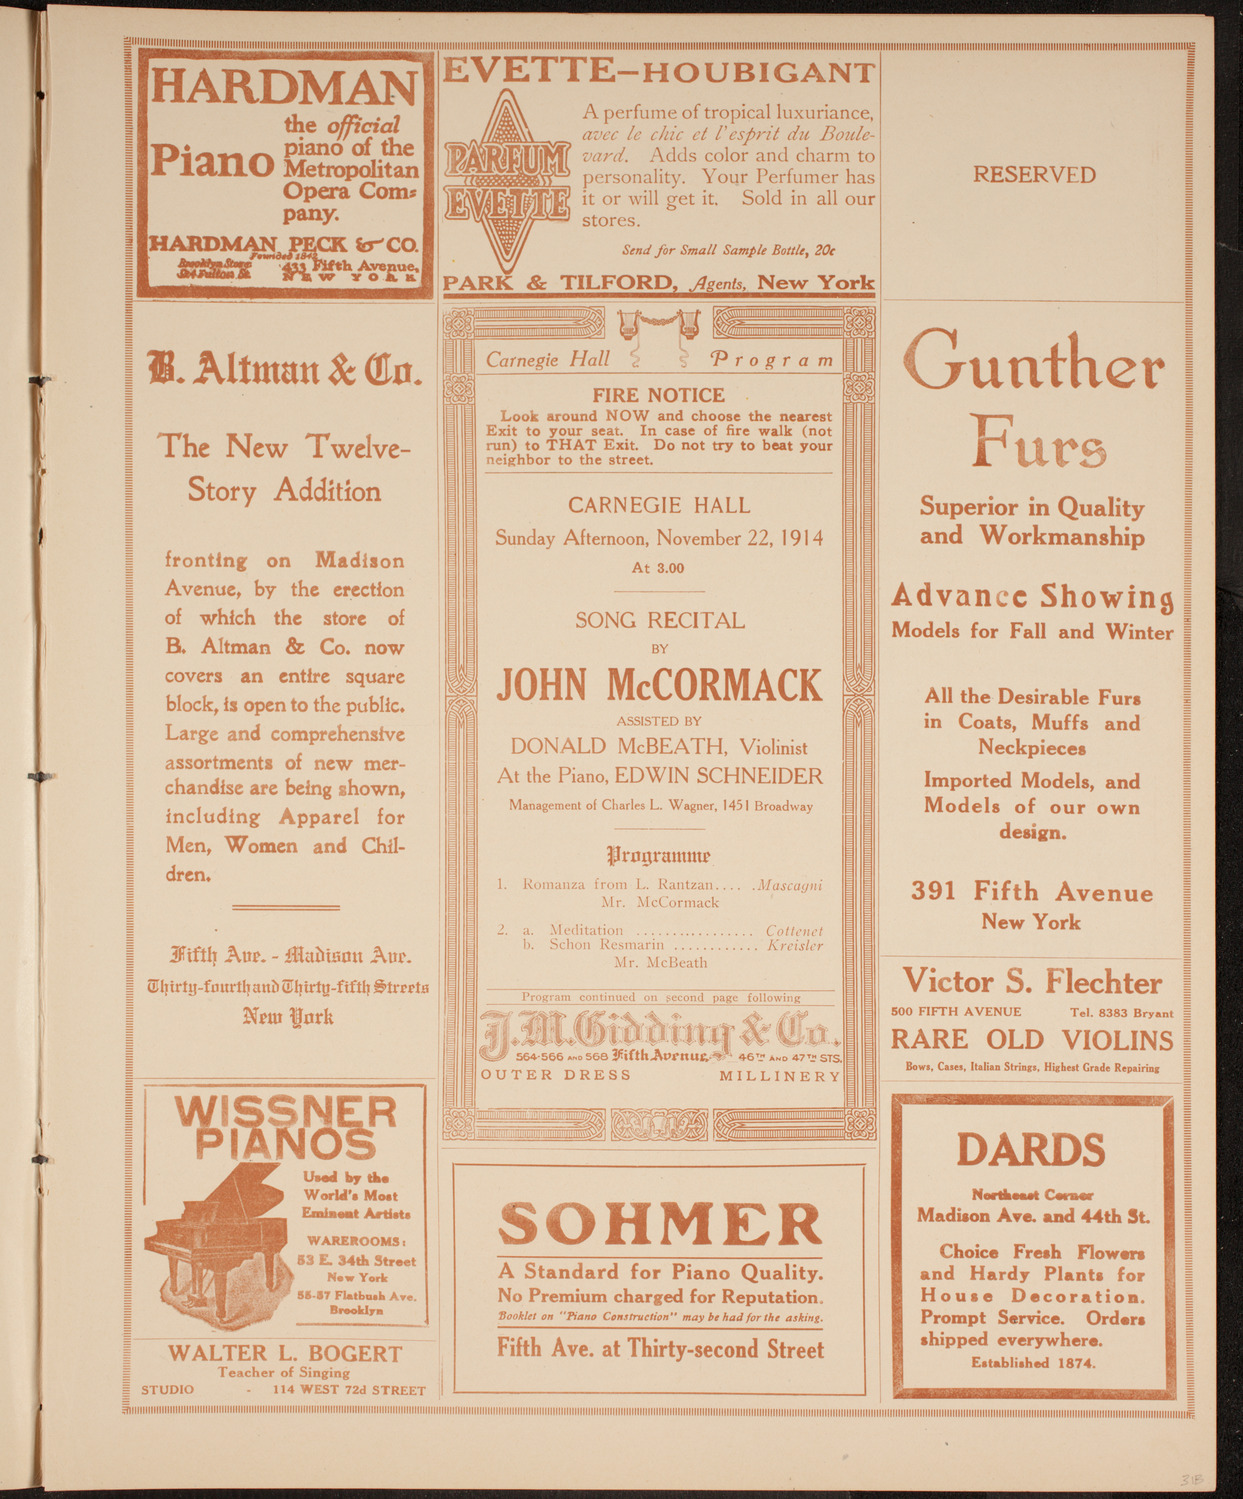 HARDMAN
Piano
the official
piano of the
Metropolitan
Opera Com-
pany.
HARDMAN, PECK & CO.
Founded 1842
Brooklyn Store
524 Fulton St.
433 Fifth Avenue,
NEW YORK
B. Altman & Co.
The New Twelve-
Story Addition
fronting on Madison
Avenue, by the erection
of which the store of
B. Altman & Co. now
covers an entire square
block, is open to the public.
Large and comprehensive
assortments of new mer-
chandise are being shown,
including Apparel for
Men, Women and Chil-
dren.
Fifth Ave. - Madison Ave.
Thirty-fourth and Thirty-fifth Streets
New York
WISSNER
PIANOS
Used by the
World's Most
Eminent Artists
WAREROOMS:
53 E. 34th Street
New York
55-57 Flatbush Ave.
Brooklyn
WALTER L. BOGERT
Teacher of Singing
STUDIO - 114 WEST 72d STREET
EVETTE—HOUBIGANT
PARFUM
EVETTE
A perfume of tropical luxuriance,
avec le chic et l'esprit du Boule-
vard. Adds color and charm to
personality. Your Perfumer has
it or will get it. Sold in all our
stores.
Send for Small Sample Bottle, 20c
PARK & TILFORD, Agents, New York
Carnegie Hall Program
FIRE NOTICE
Look around NOW and choose the nearest
Exit to your seat. In case of fire walk (not
run) to THAT Exit. Do not try to beat your
neighbor to the street.
CARNEGIE HALL
Sunday Afternoon, November 22, 1914
At 3.00
SONG RECITAL
BY
JOHN McCORMACK
ASSISTED BY
DONALD McBEATH, Violinist
At the Piano, EDWIN SCHNEIDER
Management of Charles L. Wagner, 1451 Broadway
Programme
1. Romanza from L. Rantzan.... .Mascagni
Mr. McCormack
2. a. Meditation ................. Cottenet
b. Schon Resmarin ............ Kreisler
Mr. McBeath
Program continued on second page following
J. M. Gidding & Co.
564-566 AND 568 Fifth Avenue, 46TH AND 47TH STS.
OUTER DRESS MILLINERY
SOHMER
A Standard for Piano Quality.
No Premium charged for Reputation.
Booklet on "Piano Construction" may be had for the asking.
Fifth Ave. at Thirty-second Street
RESERVED
Gunther
Furs
Superior in Quality
and Workmanship
Advance Showing
Models for Fall and Winter
All the Desirable Furs
in Coats, Muffs and
Neckpieces
Imported Models, and
Models of our own
design.
391 Fifth Avenue
New York
Victor S. Flechter
500 FIFTH AVENUE Tel. 8383 Bryant
RARE OLD VIOLINS
Bows, Cases, Italian Strings, Highest Grade Repairing
DARDS
Northeast Corner
Madison Ave. and 44th St.
Choice Fresh Flowers
and Hardy Plants for
House Decoration.
Prompt Service. Orders
shipped everywhere.
Established 1874.
31B